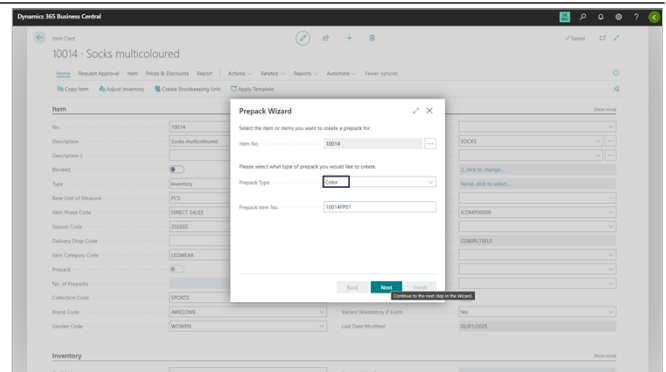 Dynamics 365 Business Central
Item Card
Saved
10014 · Socks multicoloured
Home Request Approval Item Prices & Discounts Report Actions Related Reports Automate Fewer options
Copy Item Adjust Inventory Create Stockkeeping Unit Apply Template
Item
Show more
No. 10014
Description Socks multicoloured
SOCKS
Description 2
Blocked
3, click to change...
Type Inventory
None, click to select...
Base Unit of Measure PCS
Item Phase Code DIRECT SALES
ICOMP00009
Season Code 2026SS
Delivery Drop Code
Item Category Code LEGWEAR
Prepack
No. of Prepacks
Collection Code SPORTS
Brand Code AWESOME
Variant Mandatory if Exists Yes
Gender Code WOMEN
Last Date Modified 02/01/2025
Inventory
Show more
Prepack Wizard
Select the item or items you want to create a prepack for.
Item No. 10014
Please select what type of prepack you would like to create.
Prepack Type Color
Prepack Item No. 10014PP01
Back Next Finish
Continue to the next step in the Wizard.